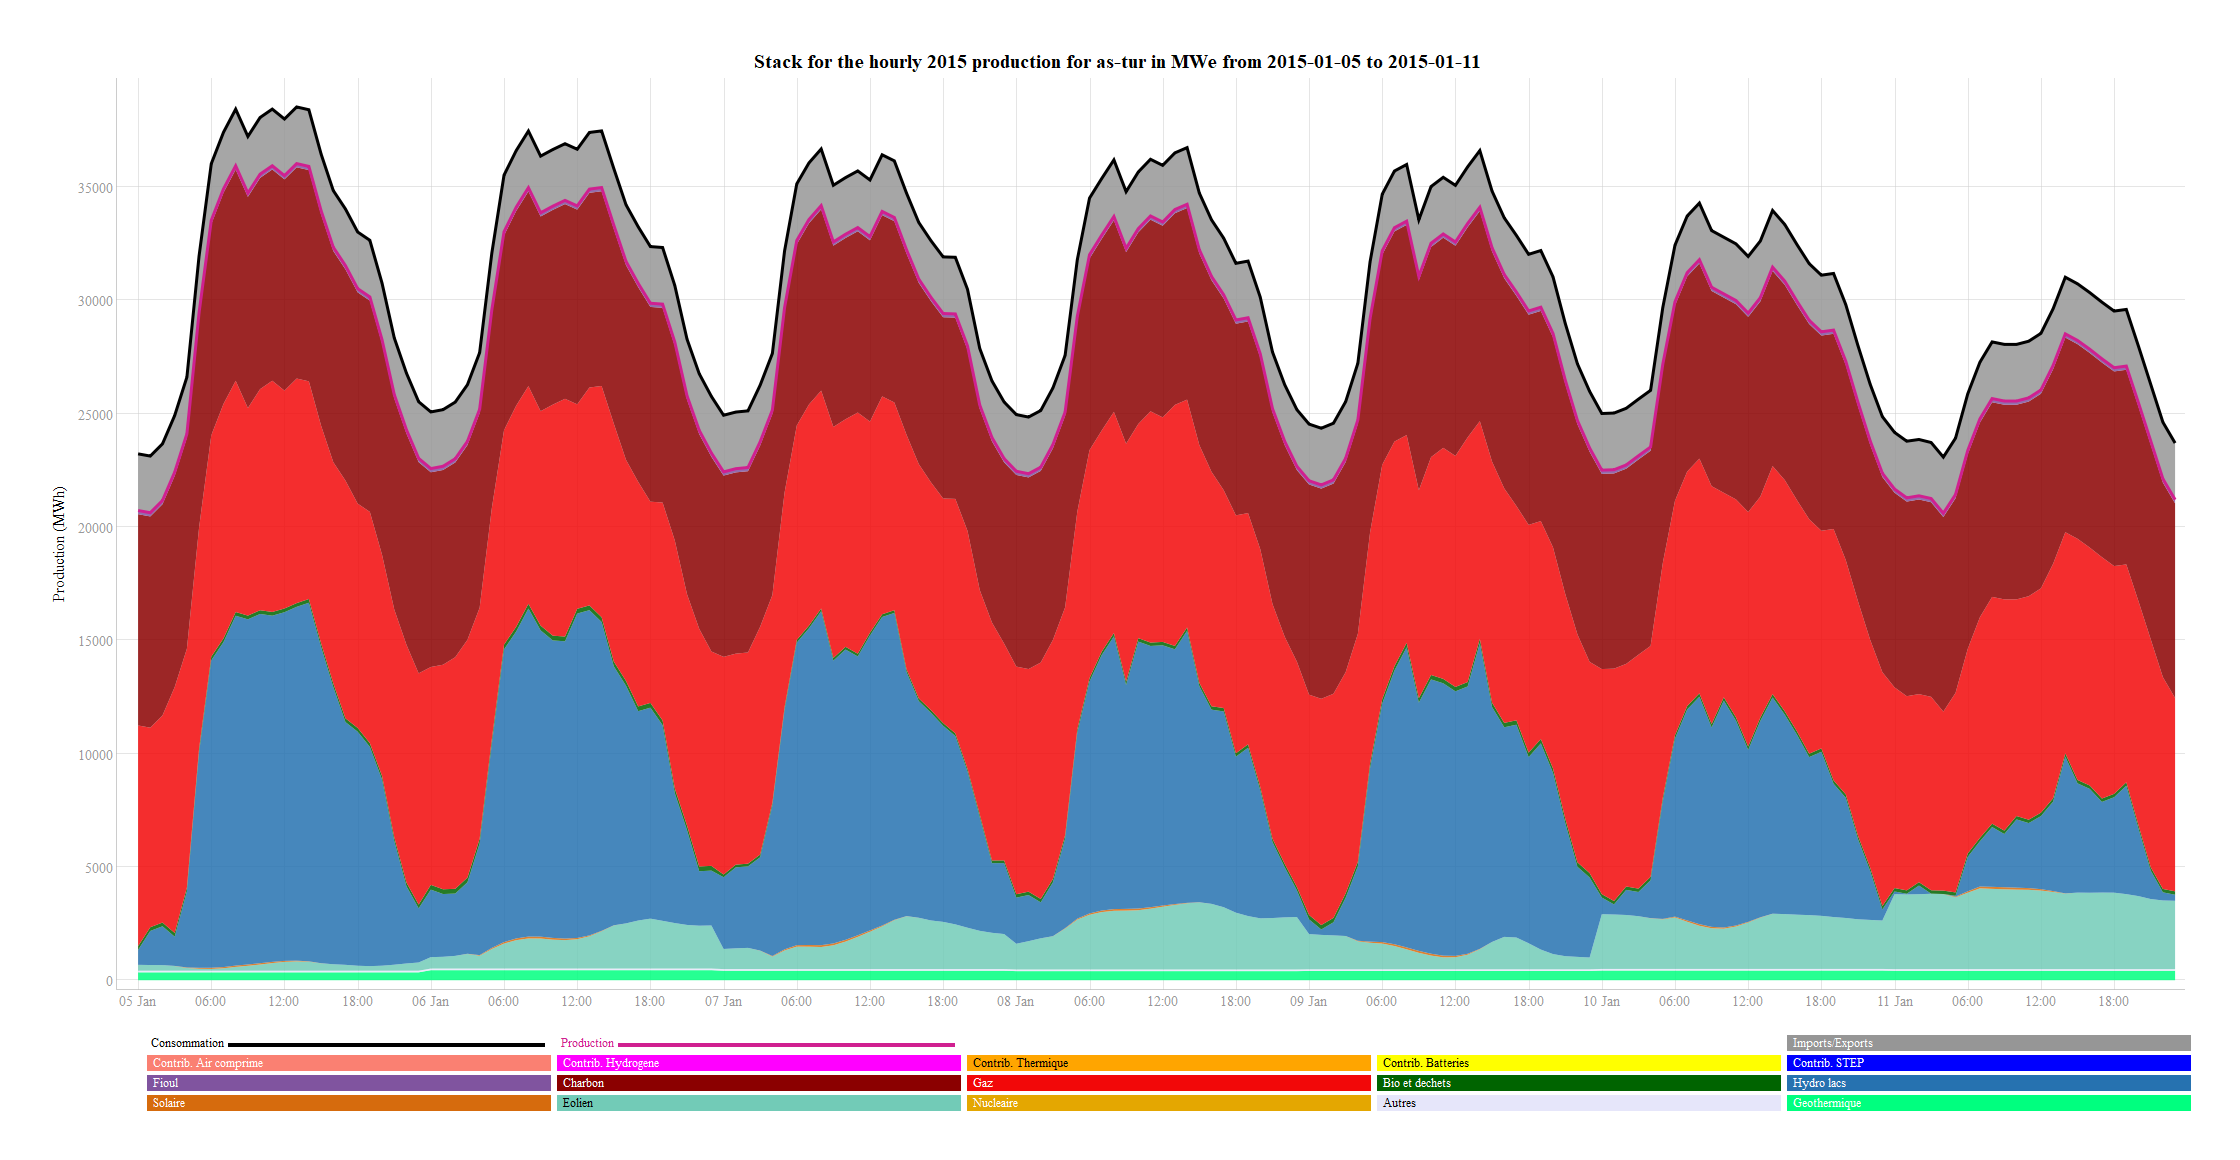 Stack for the hourly 2015 production for as-tur in MWe from 2015-01-05 to 2015-01-11
Production (MWh)
35000
30000
25000
20000
15000
10000
5000
0
05 Jan 06:00 12:00 18:00 06 Jan 06:00 12:00 18:00 07 Jan 06:00 12:00 18:00 08 Jan 06:00 12:00 18:00 09 Jan 06:00 12:00 18:00 10 Jan 06:00 12:00 18:00 11 Jan 06:00 12:00 18:00
Consommation Production Imports/Exports
Contrib. Air comprime Contrib. Hydrogene Contrib. Thermique Contrib. Batteries Contrib. STEP
Fioul Charbon Gaz Bio et dechets Hydro lacs
Solaire Eolien Nucleaire Autres Geothermique